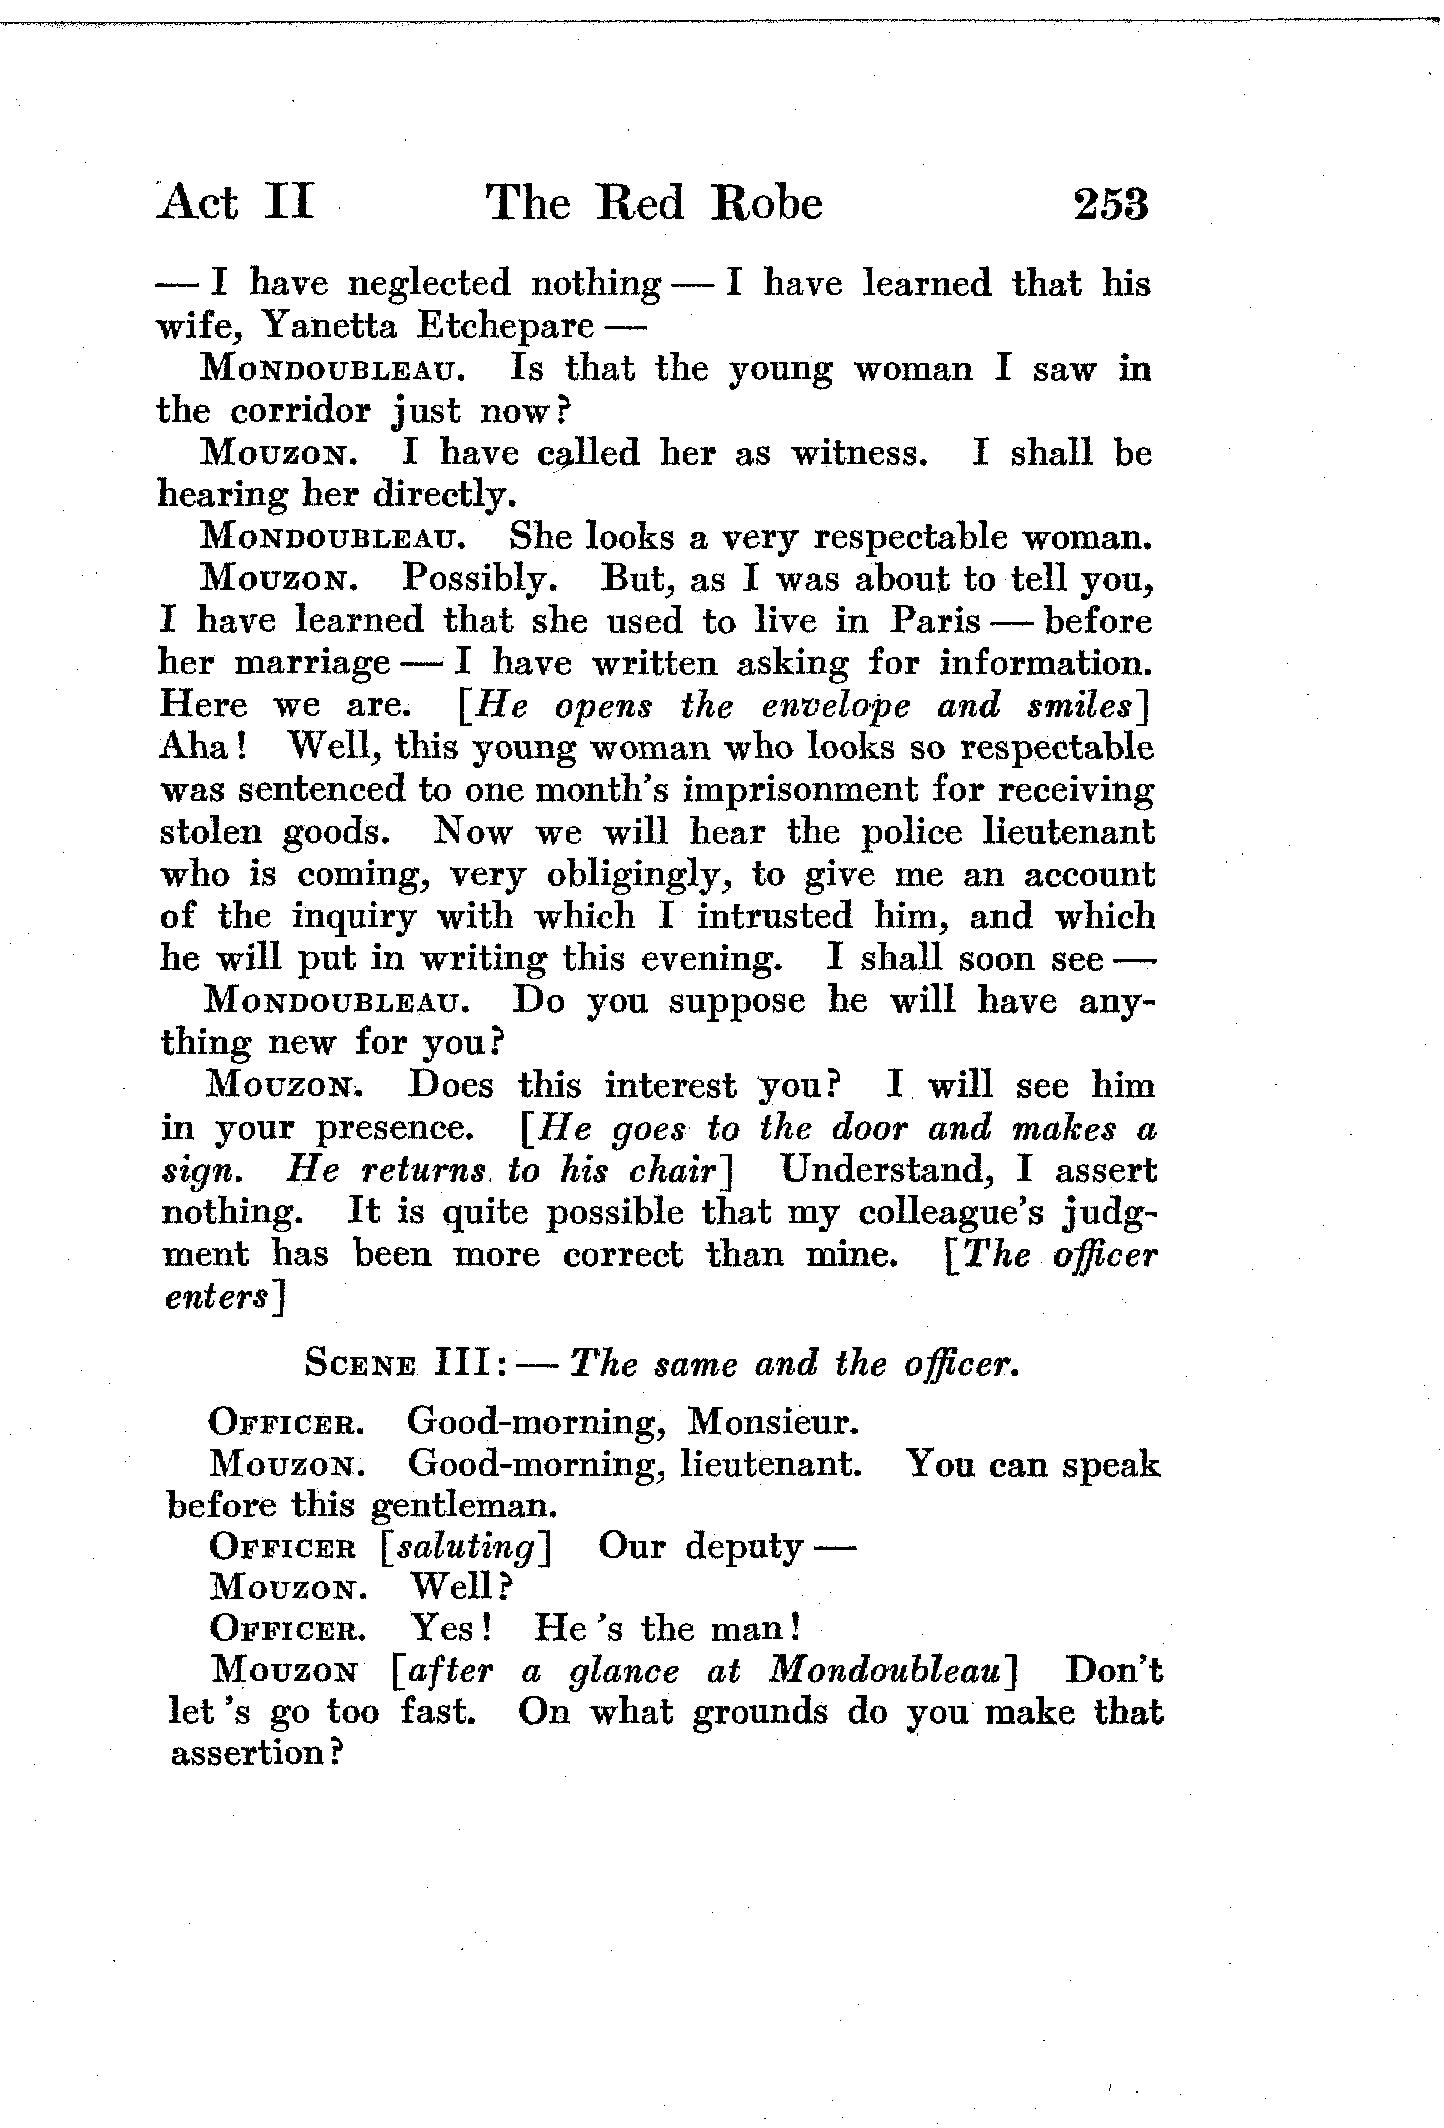 Act II The Red Robe 253
— I have neglected nothing — I have learned that his
wife, Yanetta Etchepare —
MONDOUBLEAU. Is that the young woman I saw in
the corridor just now?
MOUZON. I have called her as witness. I shall be
hearing her directly.
MONDOUBLEAU. She looks a very respectable woman.
MOUZON. Possibly. But, as I was about to tell you,
I have learned that she used to live in Paris — before
her marriage — I have written asking for information.
Here we are. [He opens the envelope and smiles]
Aha! Well, this young woman who looks so respectable
was sentenced to one month's imprisonment for receiving
stolen goods. Now we will hear the police lieutenant
who is coming, very obligingly, to give me an account
of the inquiry with which I intrusted him, and which
he will put in writing this evening. I shall soon see —
MONDOUBLEAU. Do you suppose he will have any-
thing new for you?
MOUZON. Does this interest you? I will see him
in your presence. [He goes to the door and makes a
sign. He returns to his chair] Understand, I assert
nothing. It is quite possible that my colleague's judg-
ment has been more correct than mine. [The officer
enters]
SCENE III: — The same and the officer.
OFFICER. Good-morning, Monsieur.
MOUZON. Good-morning, lieutenant. You can speak
before this gentleman.
OFFICER [saluting] Our deputy —
MOUZON. Well?
OFFICER. Yes! He's the man!
MOUZON [after a glance at Mondoubleau] Don't
let's go too fast. On what grounds do you make that
assertion?